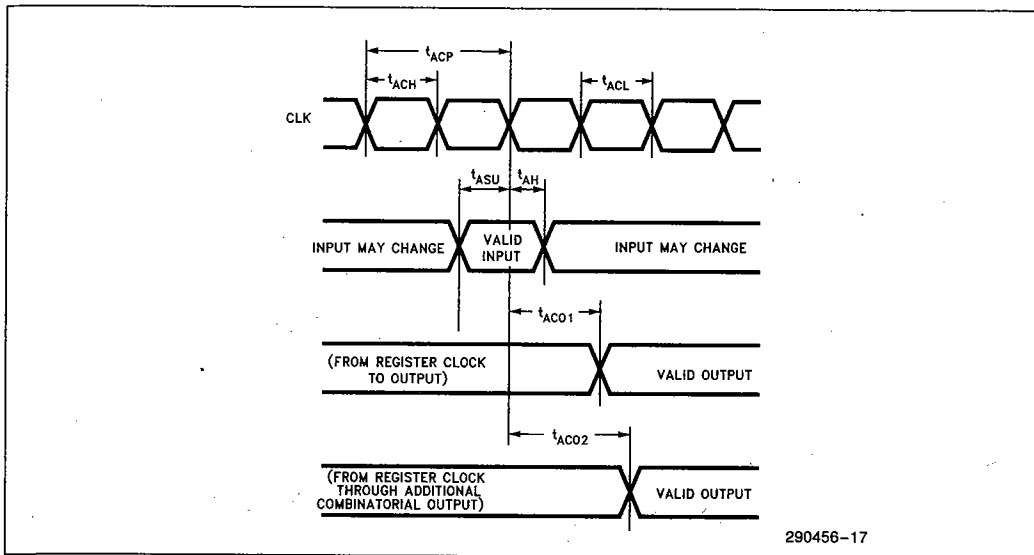 tACP
tACH
tACL
CLK
tASU
tAH
INPUT MAY CHANGE
VALID
INPUT
INPUT MAY CHANGE
tACO1
(FROM REGISTER CLOCK
TO OUTPUT)
VALID OUTPUT
tACO2
(FROM REGISTER CLOCK
THROUGH ADDITIONAL
COMBINATORIAL OUTPUT)
VALID OUTPUT
290456-17